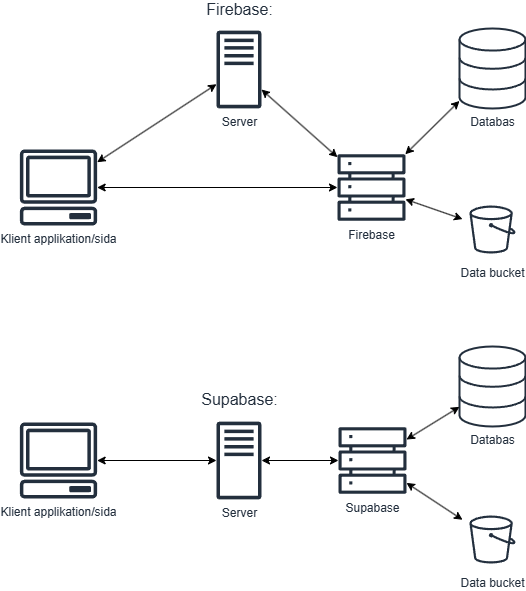 Firebase:
Server
Databas
Klient applikation/sida
Firebase
Data bucket
Supabase:
Databas
Klient applikation/sida
Server
Supabase
Data bucket